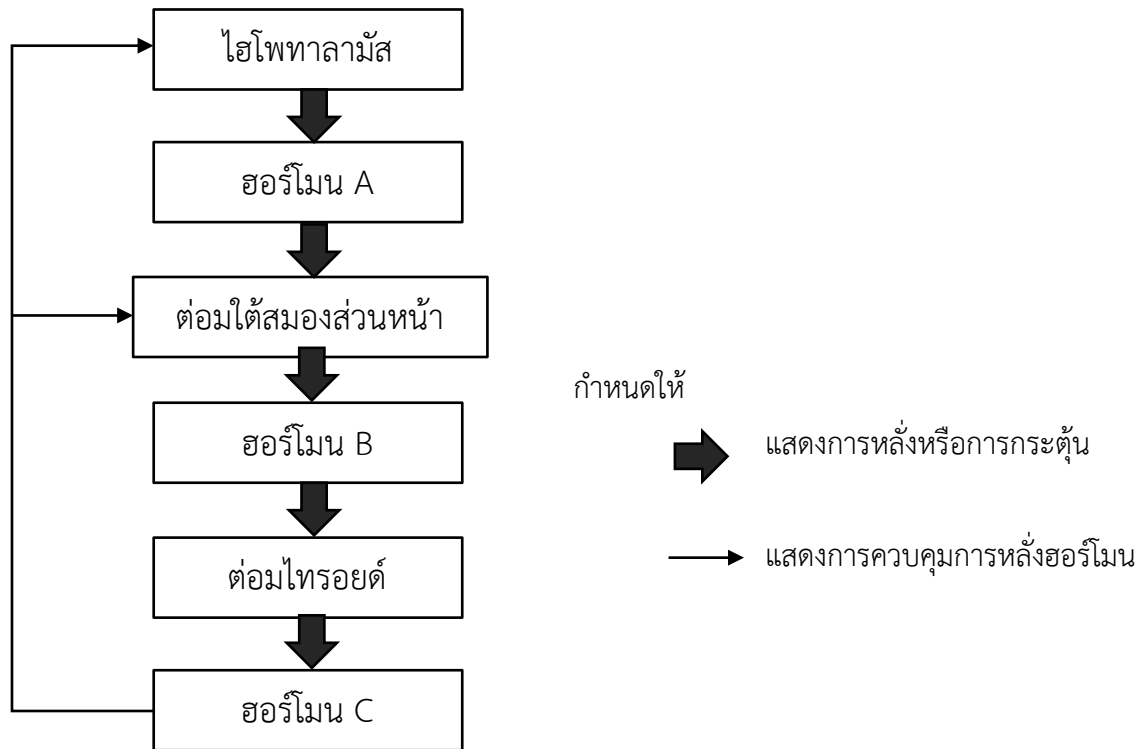 ไฮโพทาลามัส
ฮอร์โมน A
ต่อมใต้สมองส่วนหน้า
ฮอร์โมน B
ต่อมไทรอยด์
ฮอร์โมน C
กำหนดให้
แสดงการหลั่งหรือการกระตุ้น
แสดงการควบคุมการหลั่งฮอร์โมน